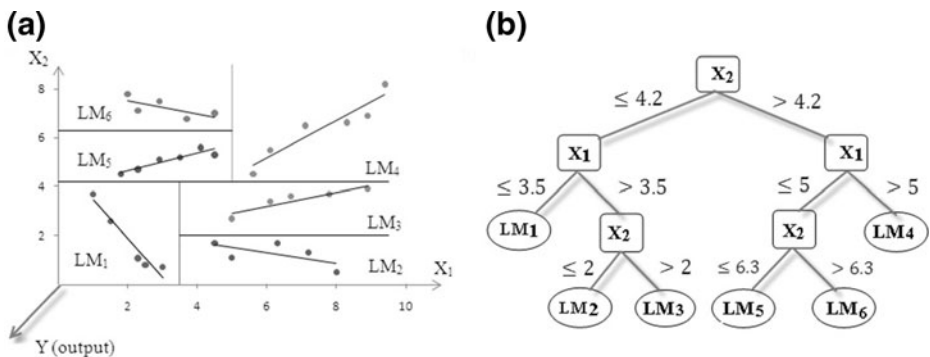 (a)
X2
8
6
4
2
LM6
LM5
LM4
LM3
LM1
LM2
X1
2 4 6 8 10
Y (output)
(b)
X2
≤ 4.2 > 4.2
X1 X1
≤ 3.5 > 3.5 ≤ 5 > 5
LM1 X2 X2 LM4
≤ 2 > 2 ≤ 6.3 > 6.3
LM2 LM3 LM5 LM6